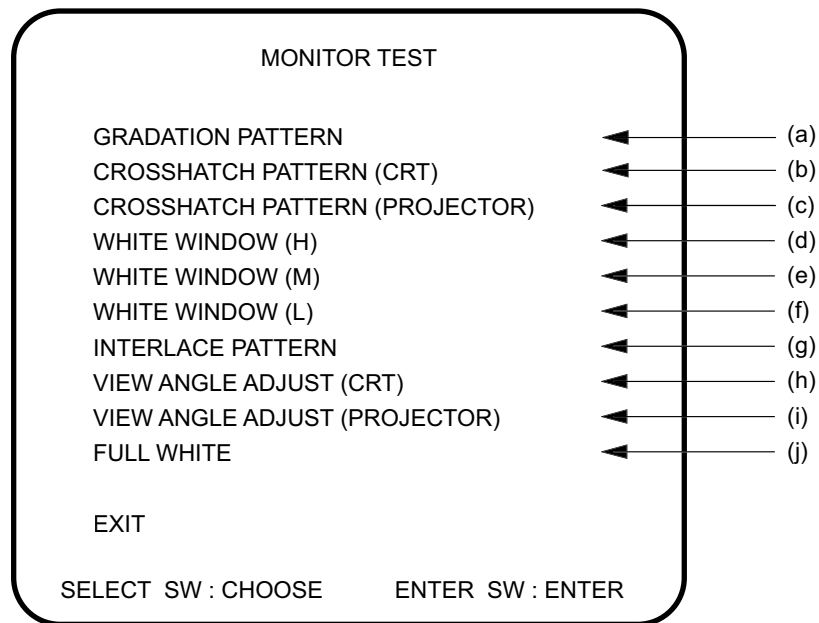 MONITOR TEST
GRADATION PATTERN (a)
CROSSHATCH PATTERN (CRT) (b)
CROSSHATCH PATTERN (PROJECTOR) (c)
WHITE WINDOW (H) (d)
WHITE WINDOW (M) (e)
WHITE WINDOW (L) (f)
INTERLACE PATTERN (g)
VIEW ANGLE ADJUST (CRT) (h)
VIEW ANGLE ADJUST (PROJECTOR) (i)
FULL WHITE (j)
EXIT
SELECT SW : CHOOSE ENTER SW : ENTER